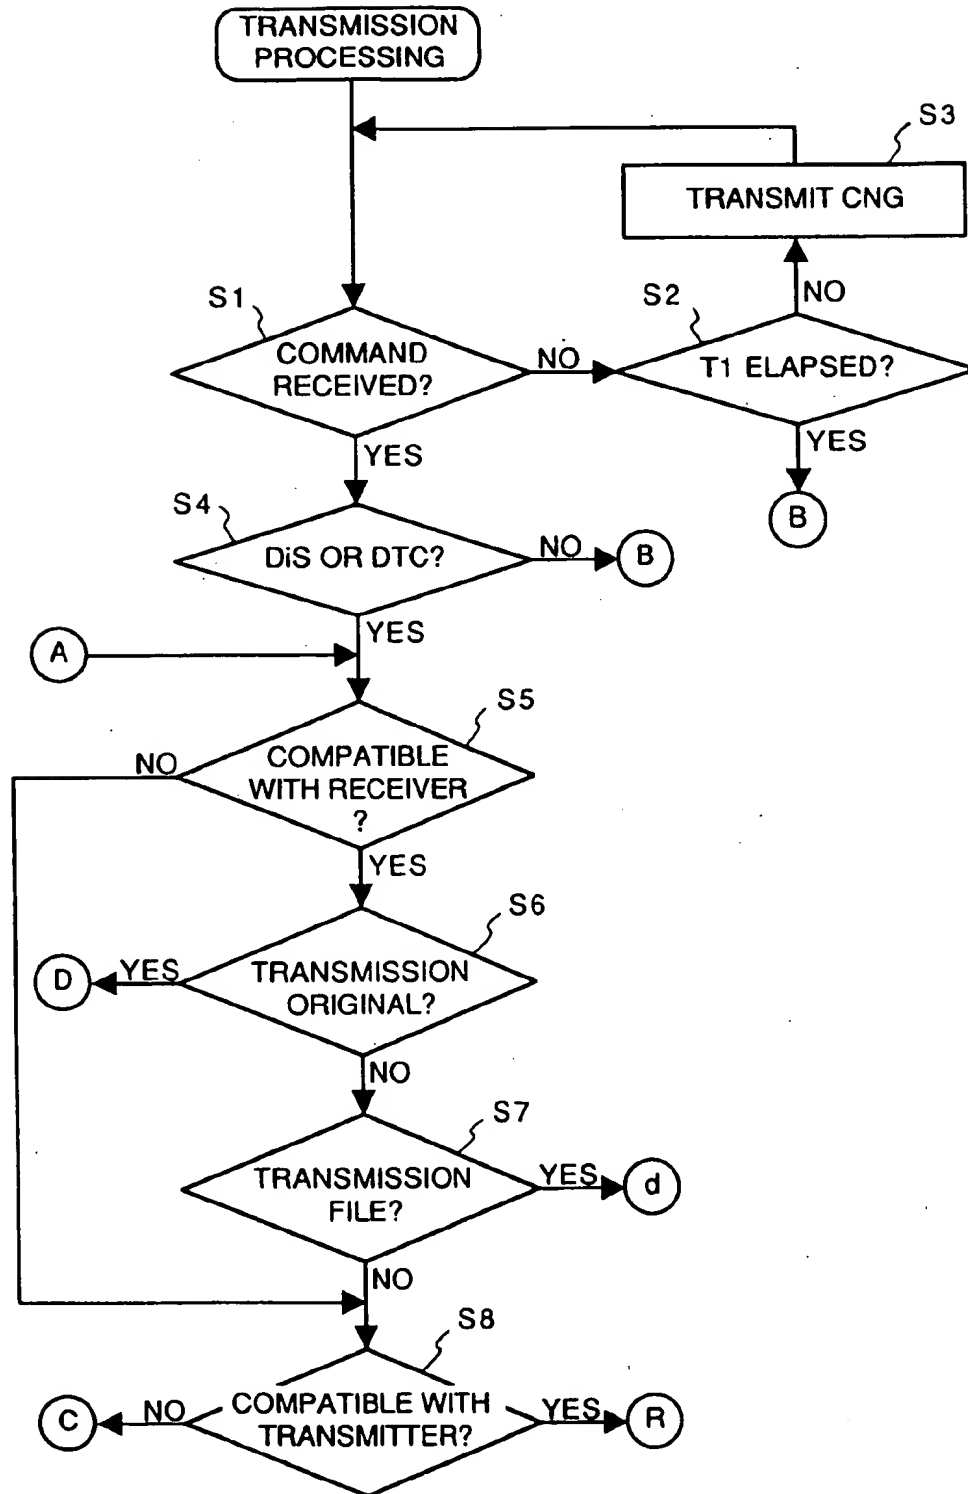 TRANSMISSION
PROCESSING
S3
TRANSMIT CNG
S1
S2
NO
COMMAND
RECEIVED?
NO
T1 ELAPSED?
YES
YES
B
S4
DiS OR DTC?
NO
B
YES
A
S5
NO
COMPATIBLE
WITH RECEIVER
?
YES
S6
D
YES
TRANSMISSION
ORIGINAL?
NO
S7
TRANSMISSION
FILE?
YES
d
NO
S8
C
NO
COMPATIBLE WITH
TRANSMITTER?
YES
R